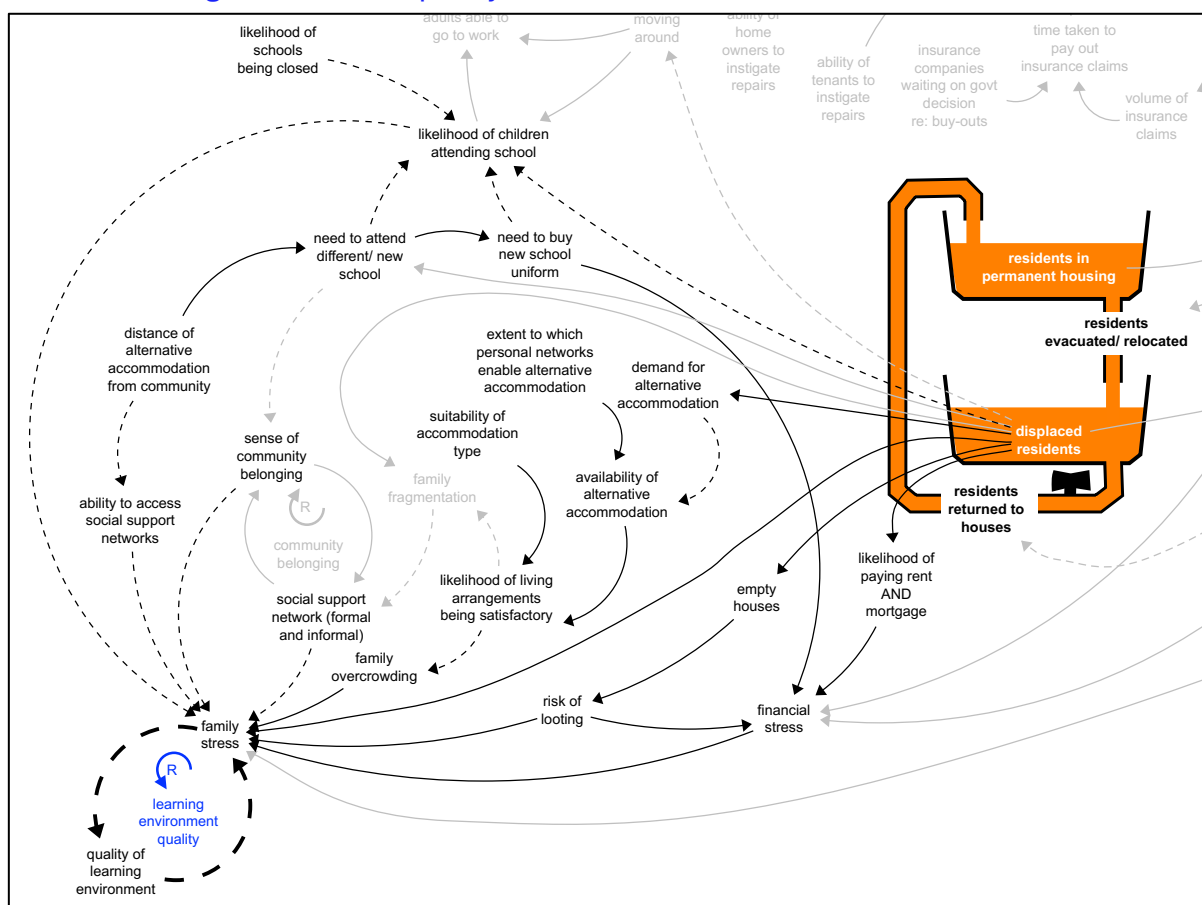 adults able to
go to work
moving
around
ability of
home
owners to
instigate
repairs
ability of
tenants to
instigate
repairs
insurance
companies
waiting on govt
decision
re: buy-outs
time taken to
pay out
insurance claims
volume of
insurance
claims
likelihood of
schools
being closed
likelihood of children
attending school
need to attend
different/ new
school
need to buy
new school
uniform
residents in
permanent housing
residents
evacuated/ relocated
distance of
alternative
accommodation
from community
extent to which
personal networks
enable alternative
accommodation
demand for
alternative
accommodation
suitability of
accommodation
type
displaced
residents
sense of
community
belonging
R
community
belonging
family
fragmentation
availability of
alternative
accommodation
residents
returned to
houses
ability to access
social support
networks
likelihood of
paying rent
AND
mortgage
likelihood of living
arrangements
being satisfactory
empty
houses
social support
network (formal
and informal)
family
overcrowding
risk of
looting
financial
stress
family
stress
R
learning
environment
quality
quality of
learning
environment